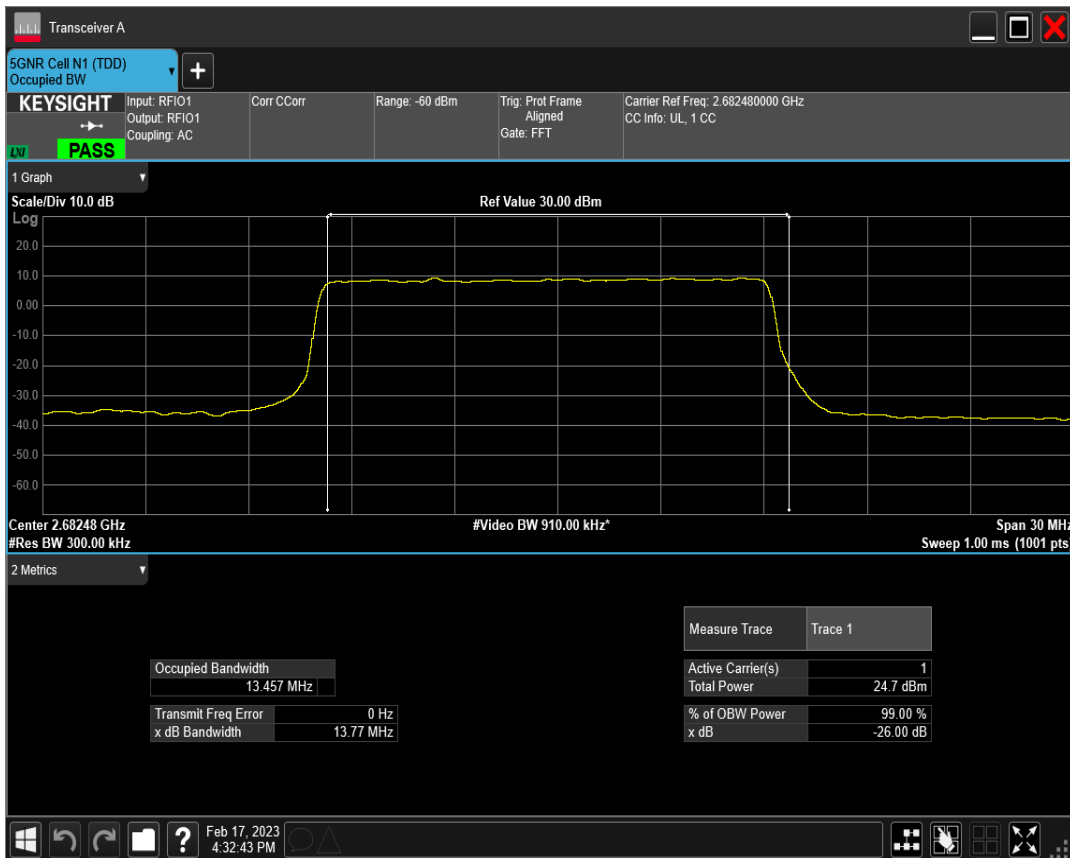 Transceiver A
5GNR Cell N1 (TDD)
Occupied BW
+
KEYSIGHT
LXI
PASS
Input: RFIO1
Output: RFIO1
Coupling: AC
Corr CCorr
Range: -60 dBm
Trig: Prot Frame
Aligned
Gate: FFT
Carrier Ref Freq: 2.682480000 GHz
CC Info: UL, 1 CC
1 Graph
Scale/Div 10.0 dB
Ref Value 30.00 dBm
Log
20.0
10.0
0.00
-10.0
-20.0
-30.0
-40.0
-50.0
-60.0
Center 2.68248 GHz
#Video BW 910.00 kHz*
Span 30 MHz
#Res BW 300.00 kHz
Sweep 1.00 ms (1001 pts)
2 Metrics
Measure Trace Trace 1
Occupied Bandwidth
13.457 MHz
Active Carrier(s) 1
Total Power 24.7 dBm
Transmit Freq Error 0 Hz
x dB Bandwidth 13.77 MHz
% of OBW Power 99.00 %
x dB -26.00 dB
?
Feb 17, 2023
4:32:43 PM